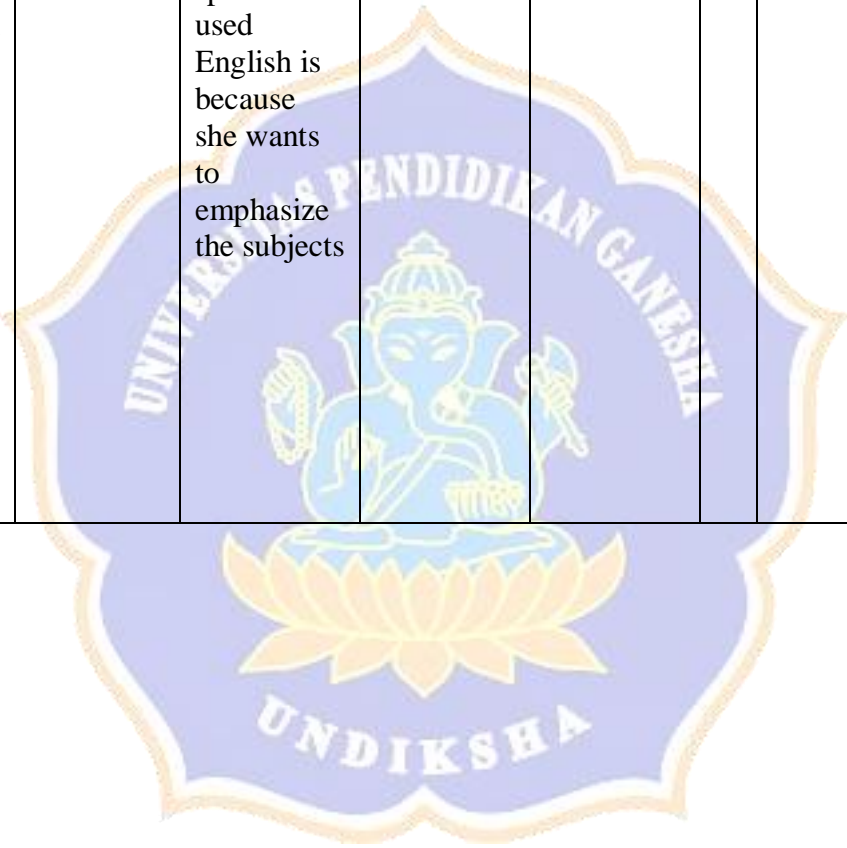 used
English is
because
she wants
to
emphasize
the subjects
UNIVERSITAS PENDIDIKAN GANESHA
UNDIKSHA